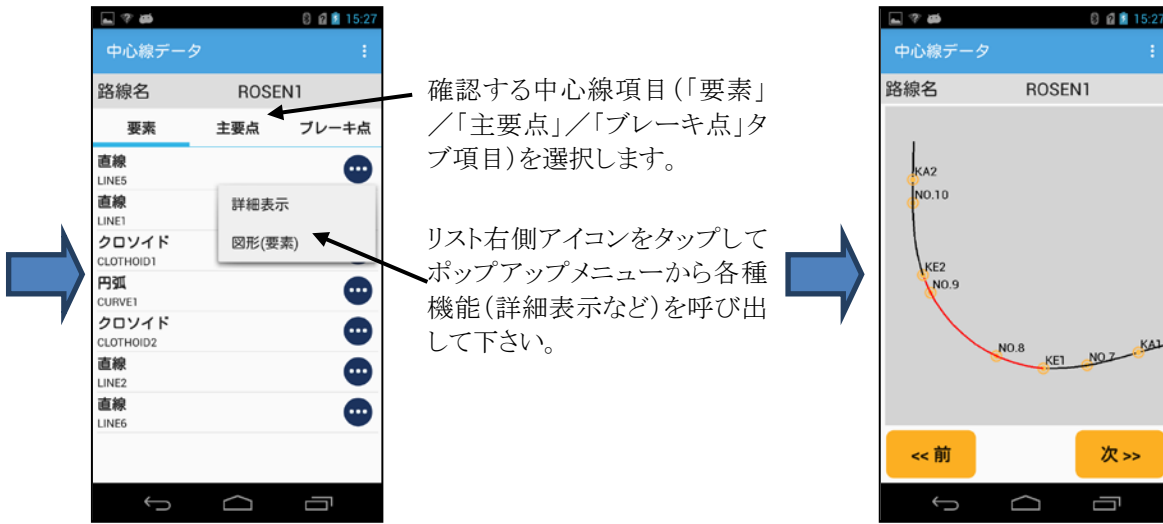 15:27
中心線データ
路線名 ROSEN1
要素 主要点 ブレーキ点
直線
LINE5
直線
LINE1
クロソイド
CLOTHOID1
円弧
CURVE1
クロソイド
CLOTHOID2
直線
LINE2
直線
LINE6
詳細表示
図形(要素)
確認する中心線項目(「要素」
／「主要点」／「ブレーキ点」タ
ブ項目)を選択します。
リスト右側アイコンをタップして
ポップアップメニューから各種
機能(詳細表示など)を呼び出
して下さい。
15:27
中心線データ
路線名 ROSEN1
KA2
NO.10
KE2
NO.9
NO.8
KE1
NO.7
KA1
<< 前
次 >>